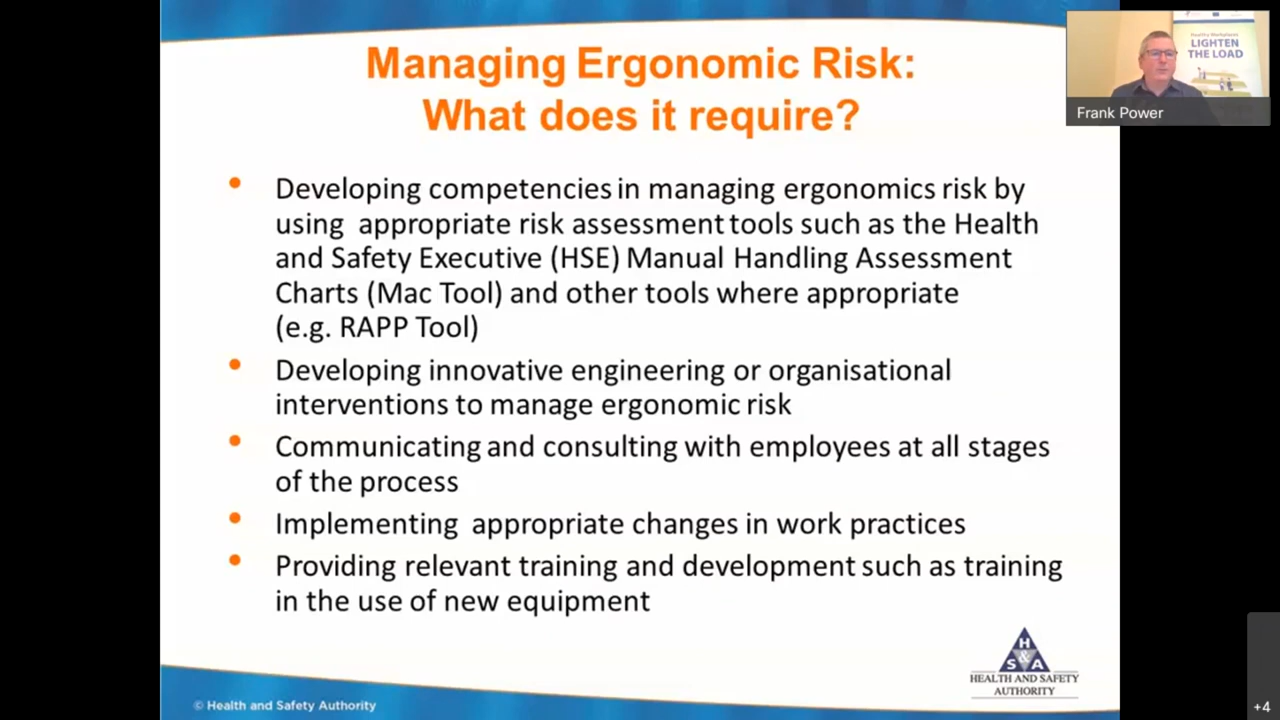 Managing Ergonomic Risk:
What does it require?
• Developing competencies in managing ergonomics risk by
using appropriate risk assessment tools such as the Health
and Safety Executive (HSE) Manual Handling Assessment
Charts (Mac Tool) and other tools where appropriate
(e.g. RAPP Tool)
• Developing innovative engineering or organisational
interventions to manage ergonomic risk
• Communicating and consulting with employees at all stages
of the process
• Implementing appropriate changes in work practices
• Providing relevant training and development such as training
in the use of new equipment
H
&
S A
HEALTH AND SAFETY
AUTHORITY
© Health and Safety Authority
Healthy Workplaces
LIGHTEN
THE LOAD
Frank Power
+4